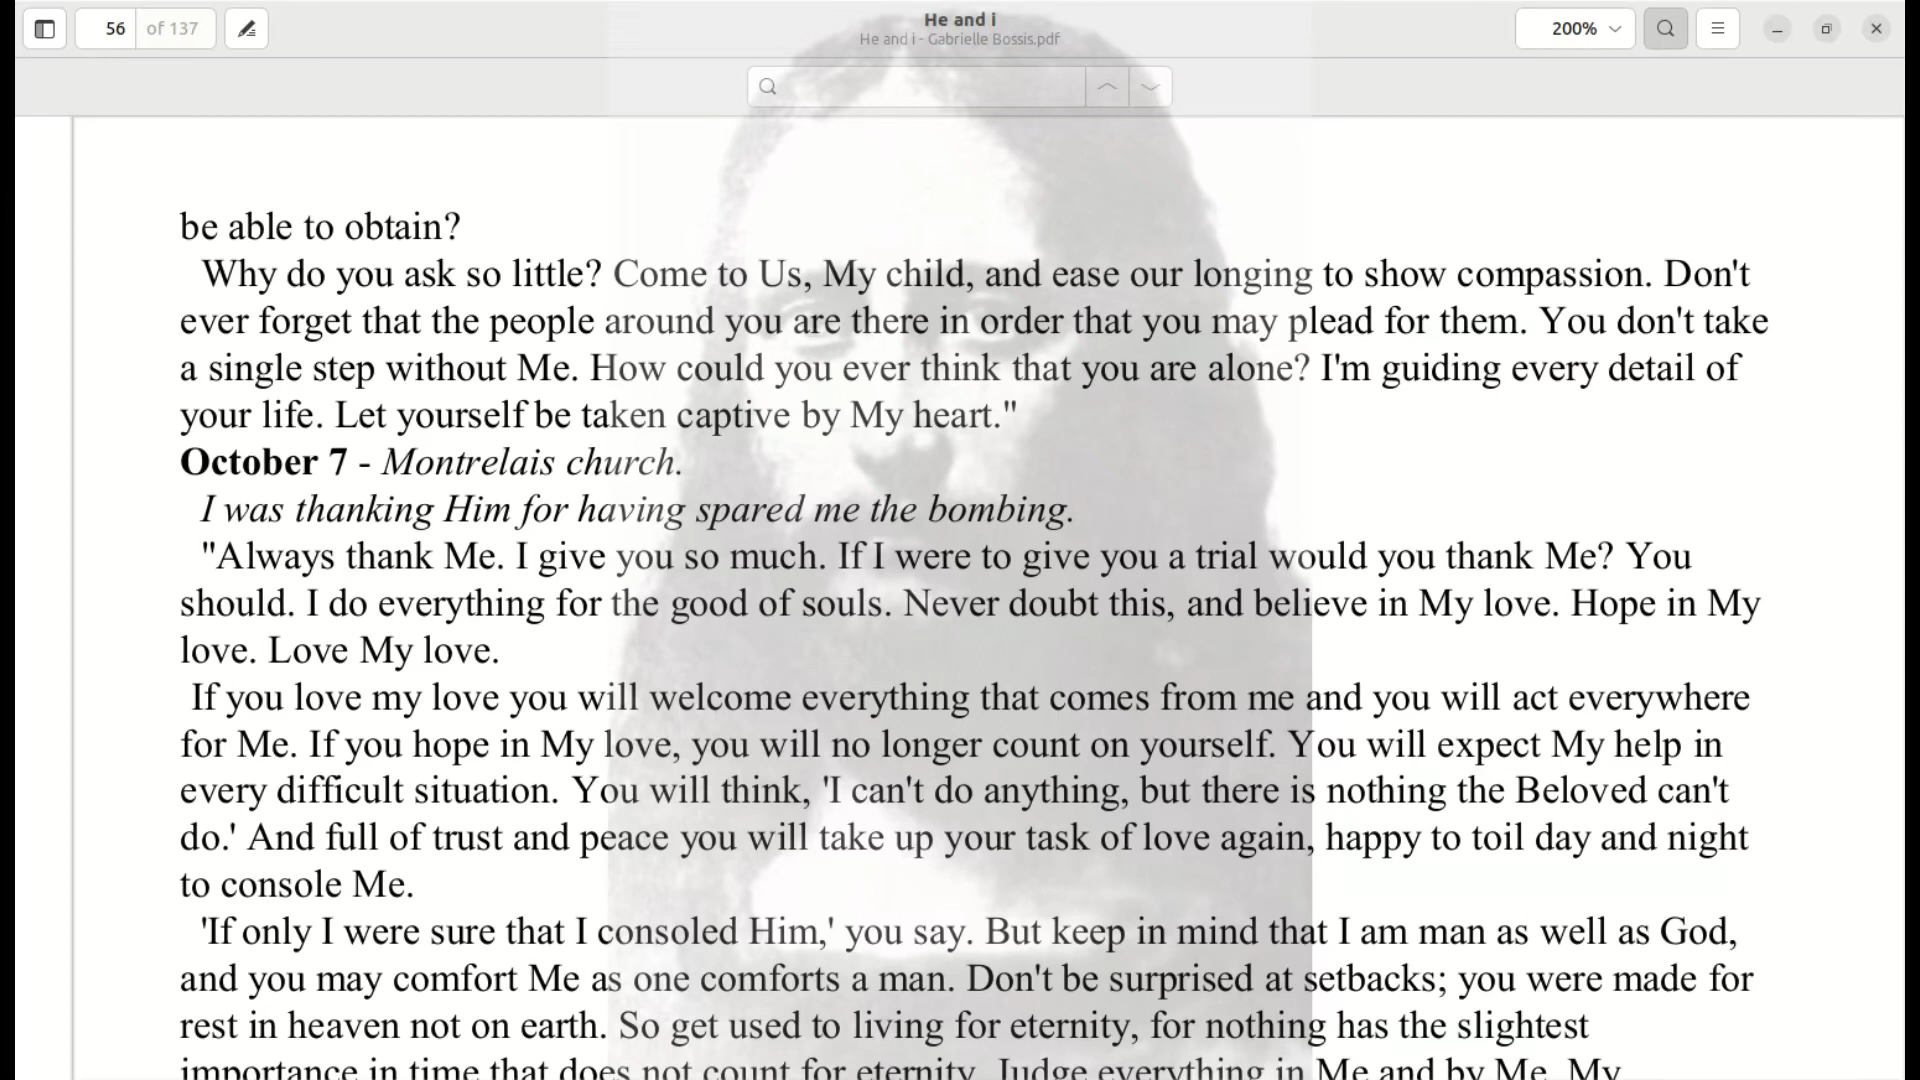 56 of 137
He and i
He and i - Gabrielle Bossis.pdf
200%
be able to obtain?
Why do you ask so little? Come to Us, My child, and ease our longing to show compassion. Don't
ever forget that the people around you are there in order that you may plead for them. You don't take
a single step without Me. How could you ever think that you are alone? I'm guiding every detail of
your life. Let yourself be taken captive by My heart."
October 7 - Montrelais church.
I was thanking Him for having spared me the bombing.
"Always thank Me. I give you so much. If I were to give you a trial would you thank Me? You
should. I do everything for the good of souls. Never doubt this, and believe in My love. Hope in My
love. Love My love.
If you love my love you will welcome everything that comes from me and you will act everywhere
for Me. If you hope in My love, you will no longer count on yourself. You will expect My help in
every difficult situation. You will think, 'I can't do anything, but there is nothing the Beloved can't
do.' And full of trust and peace you will take up your task of love again, happy to toil day and night
to console Me.
'If only I were sure that I consoled Him,' you say. But keep in mind that I am man as well as God,
and you may comfort Me as one comforts a man. Don't be surprised at setbacks; you were made for
rest in heaven not on earth. So get used to living for eternity, for nothing has the slightest
importance in time that does not count for eternity. Judge everything in Me and by Me. My